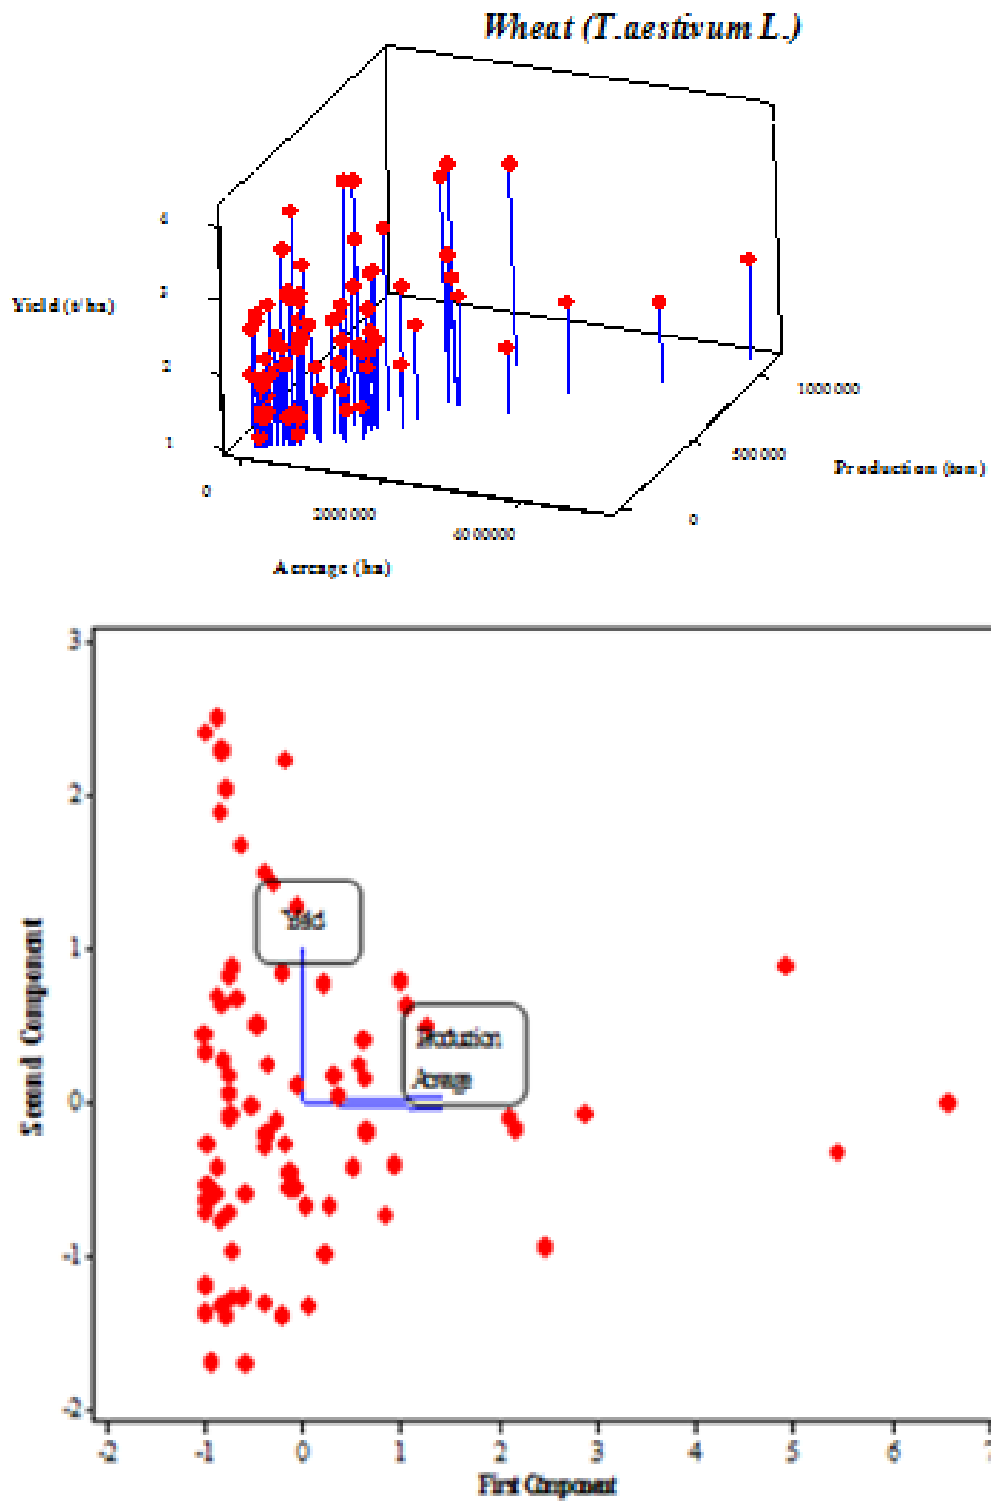 Wheat (T.aestivum L.)
Yield (t/ha)
3
2
1
0
2000000
Acreage (ha)
0
500000
1000000
Production (ton)
Second Component
3
2
1
0
-1
-2
Yield
Production
Acreage
-2 -1 0 1 2 3 4 5 6 7
First Component